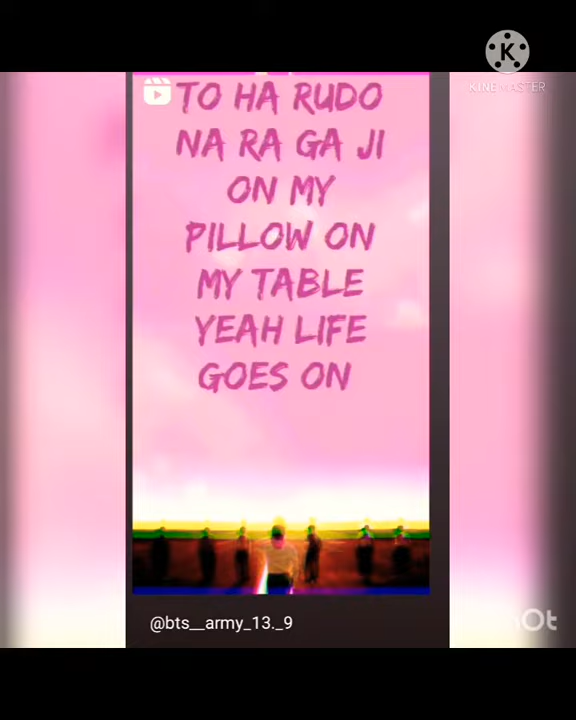 K
KINEMASTER
TO HA RUDO
NA RA GA JI
ON MY
PILLOW ON
MY TABLE
YEAH LIFE
GOES ON
@bts__army_13._9